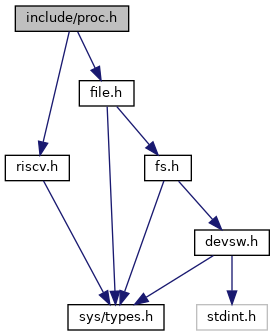 include/proc.h
file.h
riscv.h
fs.h
devsw.h
sys/types.h
stdint.h